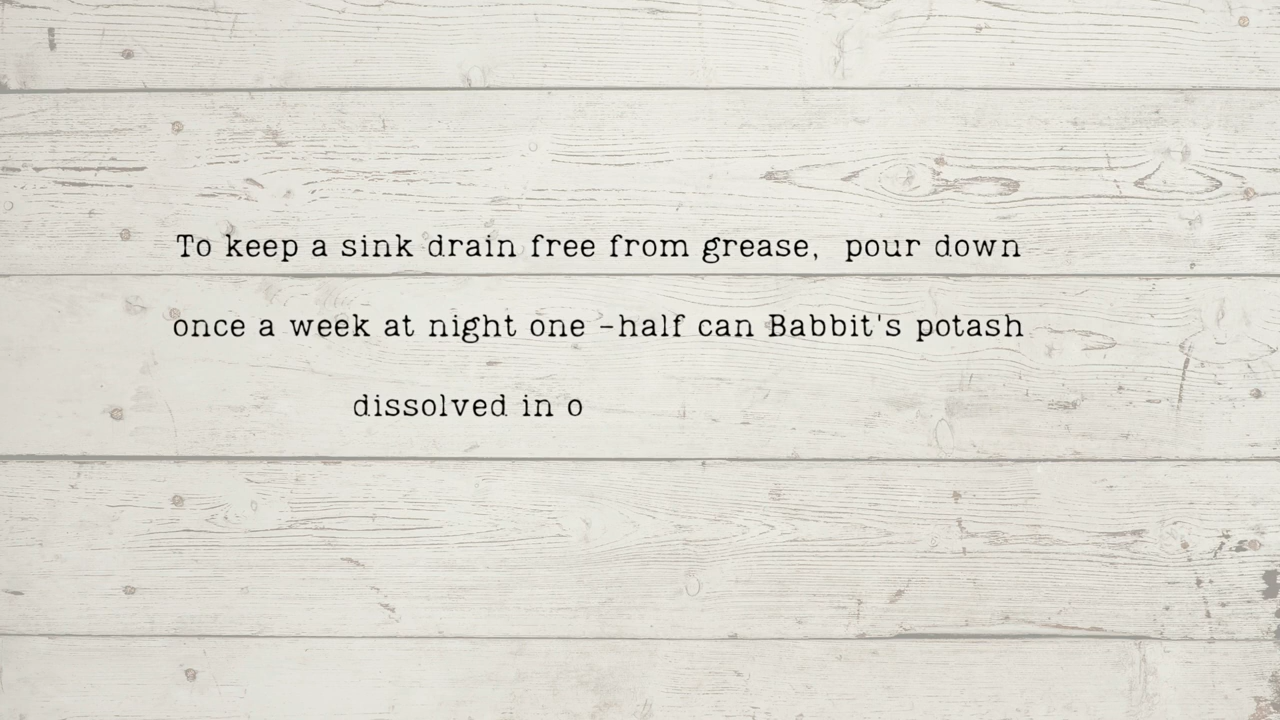 To keep a sink drain free from grease,  pour down
once a week at night one -half can Babbit's potash
dissolved in o